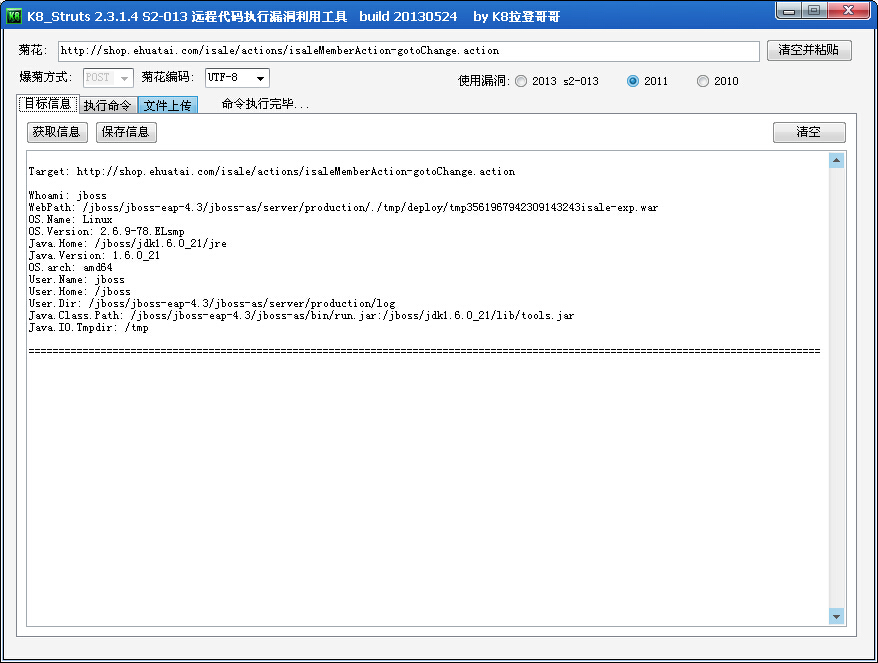 K8_Struts 2.3.1.4 S2-013 远程代码执行漏洞利用工具 build 20130524 by K8拉登哥哥
菊花: http://shop.ehuatai.com/isale/actions/isaleMemberAction-gotoChange.action 清空并粘贴
爆菊方式: POST 菊花编码: UTF-8 使用漏洞: 2013 s2-013 2011 2010
目标信息 执行命令 文件上传 命令执行完毕...
获取信息 保存信息 清空
Target: http://shop.ehuatai.com/isale/actions/isaleMemberAction-gotoChange.action
Whoami: jboss
WebPath: /jboss/jboss-eap-4.3/jboss-as/server/production/./tmp/deploy/tmp3561967942309143243isale-exp.war
OS.Name: Linux
OS.Version: 2.6.9-78.ELsmp
Java.Home: /jboss/jdk1.6.0_21/jre
Java.Version: 1.6.0_21
OS.arch: amd64
User.Name: jboss
User.Home: /jboss
User.Dir: /jboss/jboss-eap-4.3/jboss-as/server/production/log
Java.Class.Path: /jboss/jboss-eap-4.3/jboss-as/bin/run.jar:/jboss/jdk1.6.0_21/lib/tools.jar
Java.IO.Tmpdir: /tmp
====================================================================================================================================